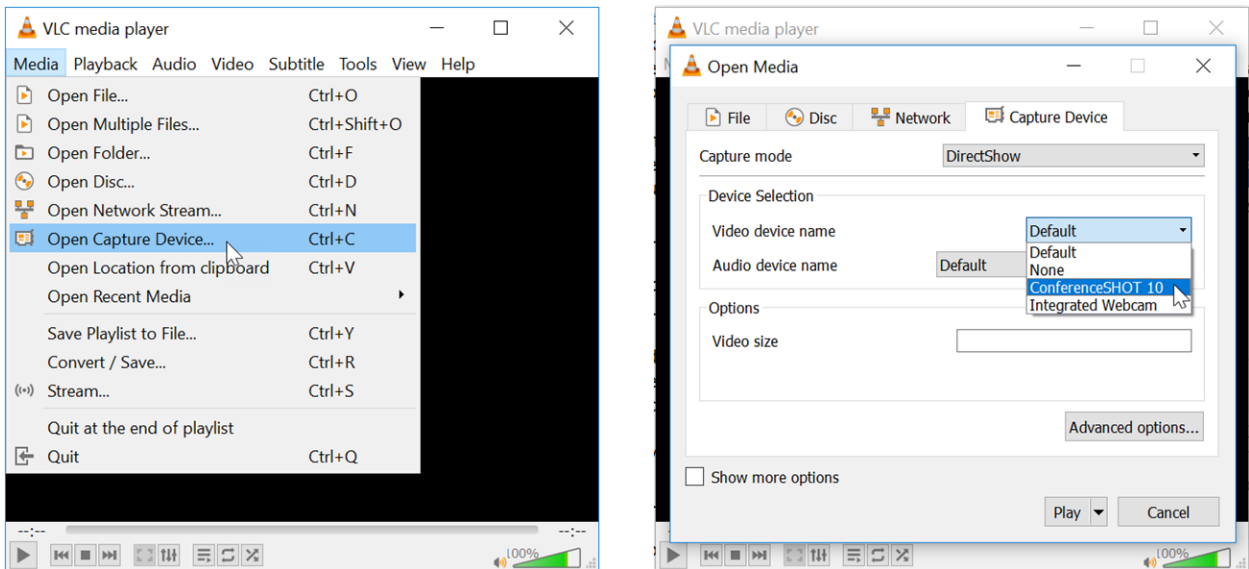 VLC media player
Media Playback Audio Video Subtitle Tools View Help
Open File... Ctrl+O
Open Multiple Files... Ctrl+Shift+O
Open Folder... Ctrl+F
Open Disc... Ctrl+D
Open Network Stream... Ctrl+N
Open Capture Device... Ctrl+C
Open Location from clipboard Ctrl+V
Open Recent Media
Save Playlist to File... Ctrl+Y
Convert / Save... Ctrl+R
Stream... Ctrl+S
Quit at the end of playlist
Quit Ctrl+Q
--:-- --:--
100%
VLC media player
Open Media
File Disc Network Capture Device
Capture mode DirectShow
Device Selection
Video device name Default
Default
None
Audio device name Default
ConferenceSHOT 10
Integrated Webcam
Options
Video size
Advanced options...
Show more options
Play Cancel
100%